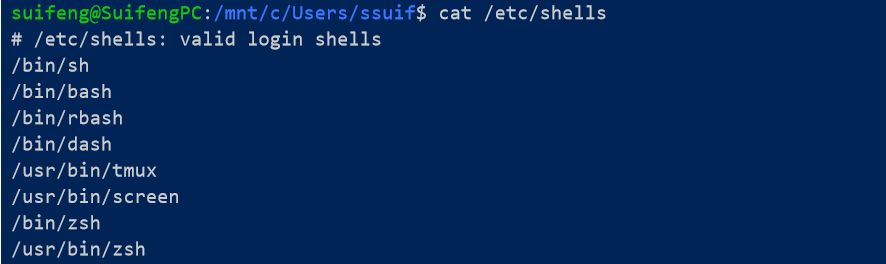 suifeng@SuifengPC:/mnt/c/Users/ssuif$ cat /etc/shells
# /etc/shells: valid login shells
/bin/sh
/bin/bash
/bin/rbash
/bin/dash
/usr/bin/tmux
/usr/bin/screen
/bin/zsh
/usr/bin/zsh